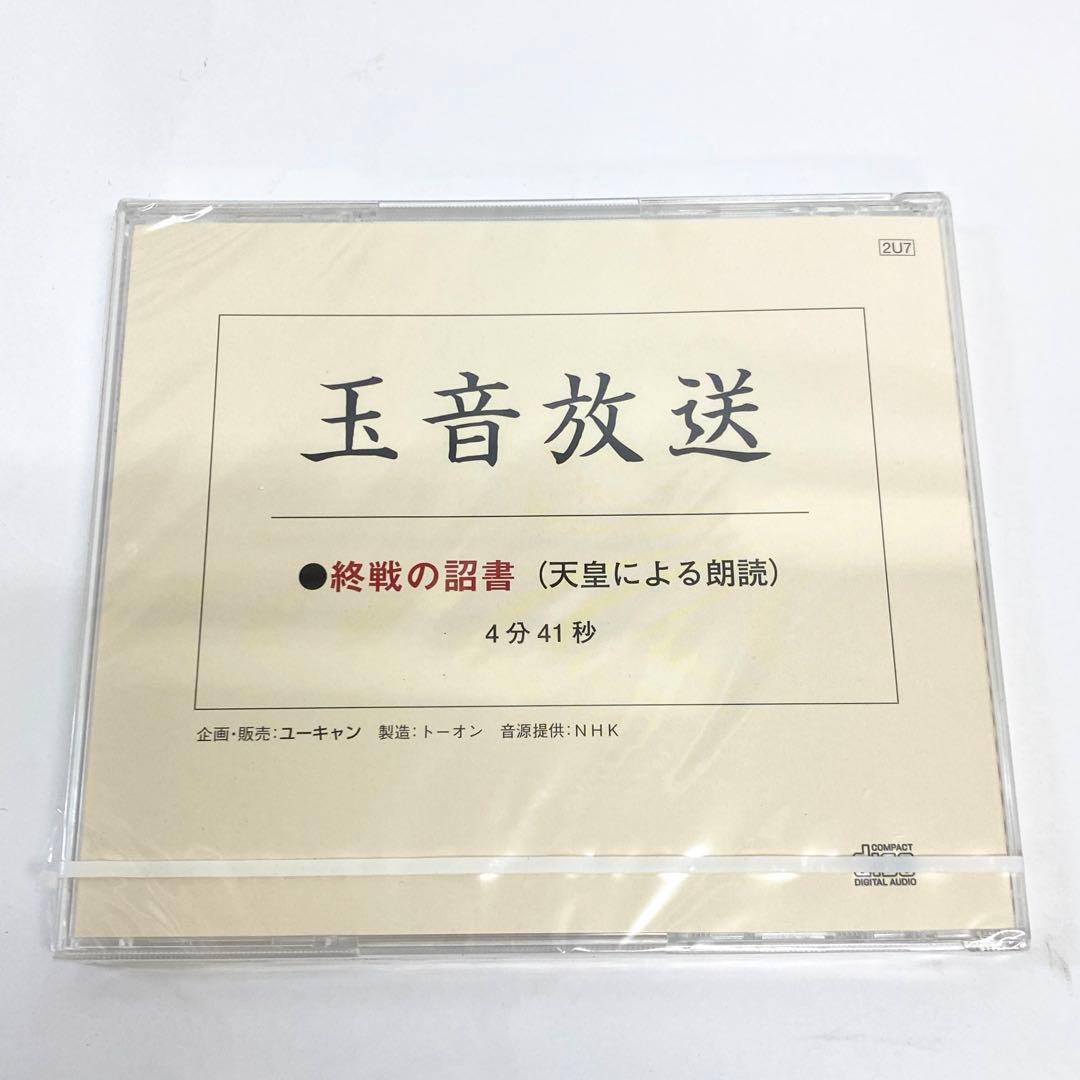 2U7
玉音放送
●終戦の詔書（天皇による朗読）
4分41秒
企画・販売：ユーキャン 製造：トーオン 音源提供：NHK
COMPACT
disc
DIGITAL AUDIO